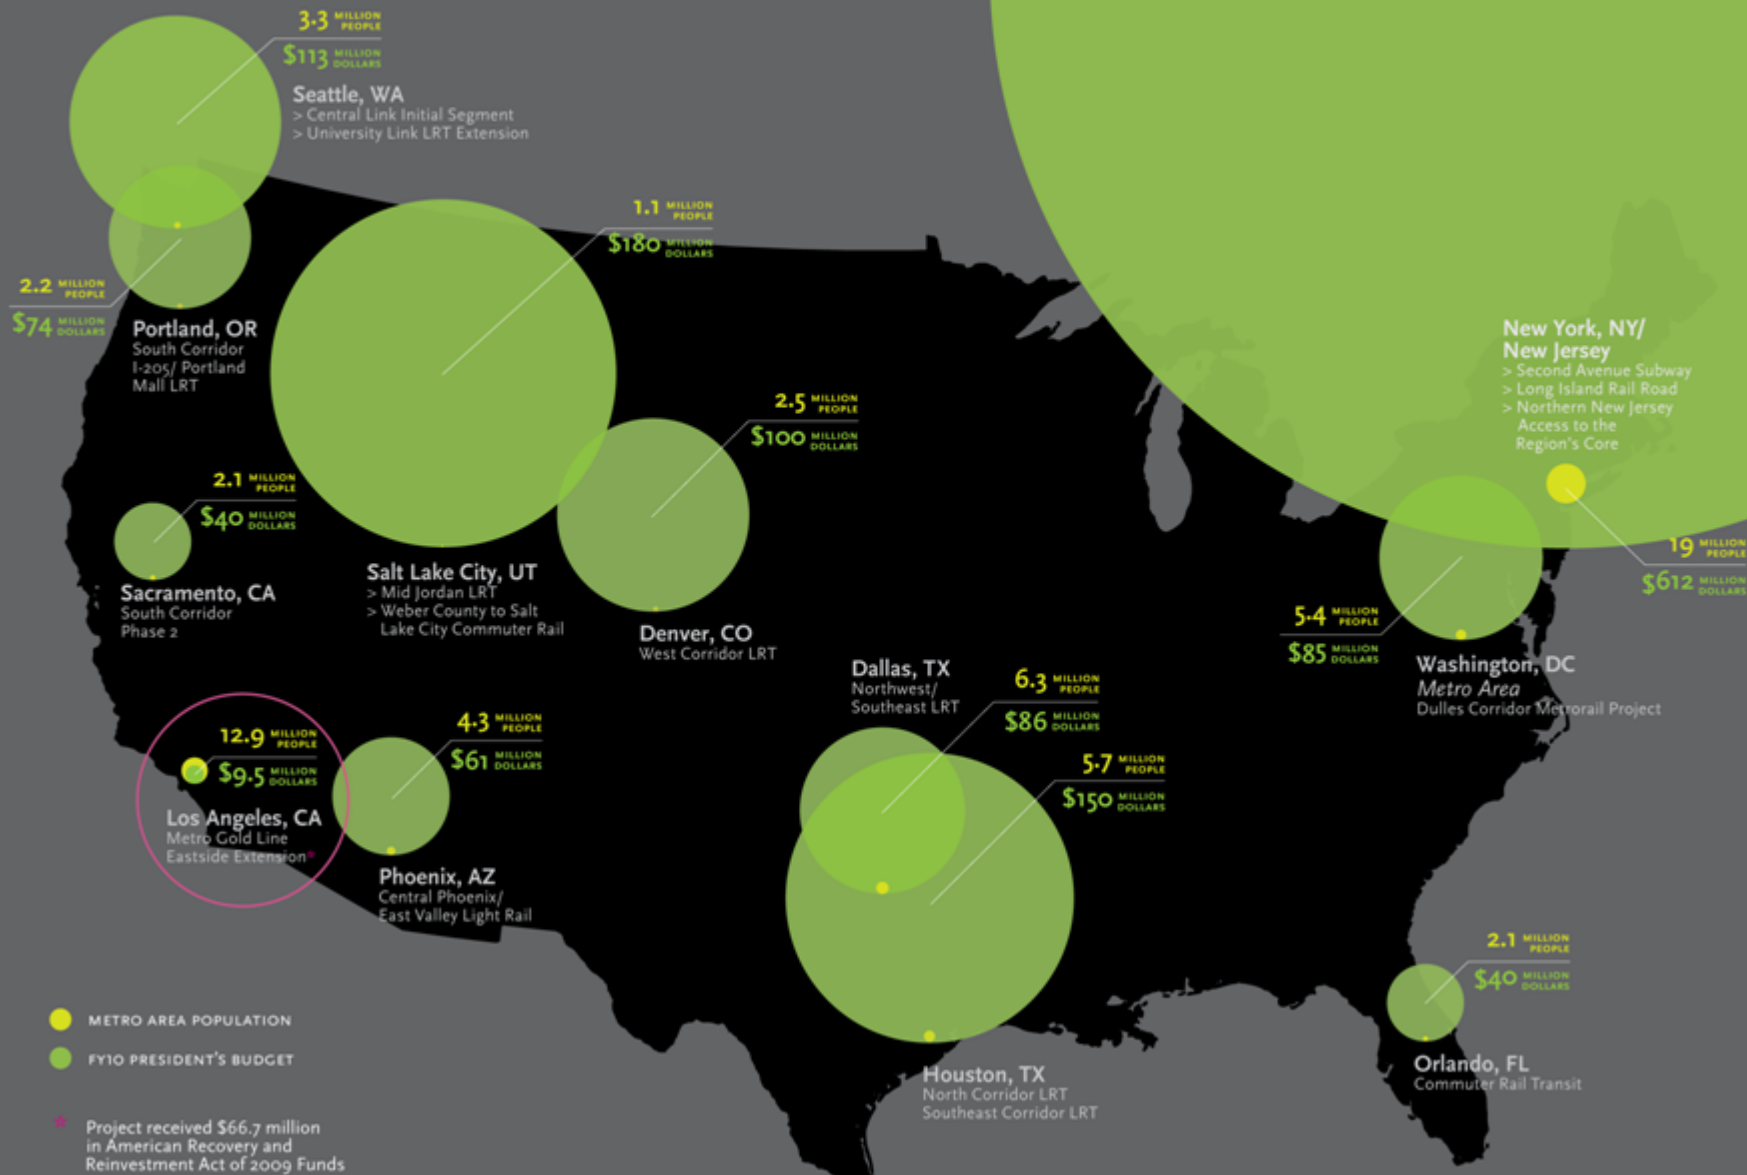 3.3 MILLION PEOPLE
$113 MILLION DOLLARS
Seattle, WA
> Central Link Initial Segment
> University Link LRT Extension
1.1 MILLION PEOPLE
$180 MILLION DOLLARS
2.2 MILLION PEOPLE
$74 MILLION DOLLARS
Portland, OR
South Corridor
I-205/ Portland
Mall LRT
New York, NY/
New Jersey
> Second Avenue Subway
> Long Island Rail Road
> Northern New Jersey
Access to the
Region's Core
2.5 MILLION PEOPLE
$100 MILLION DOLLARS
2.1 MILLION PEOPLE
$40 MILLION DOLLARS
Sacramento, CA
South Corridor
Phase 2
Salt Lake City, UT
> Mid Jordan LRT
> Weber County to Salt
Lake City Commuter Rail
Denver, CO
West Corridor LRT
19 MILLION PEOPLE
$612 MILLION DOLLARS
5.4 MILLION PEOPLE
$85 MILLION DOLLARS
Washington, DC
Metro Area
Dulles Corridor Metrorail Project
Dallas, TX
Northwest/
Southeast LRT
6.3 MILLION PEOPLE
$86 MILLION DOLLARS
12.9 MILLION PEOPLE
$9.5 MILLION DOLLARS
Los Angeles, CA
Metro Gold Line
Eastside Extension*
4.3 MILLION PEOPLE
$61 MILLION DOLLARS
Phoenix, AZ
Central Phoenix/
East Valley Light Rail
5.7 MILLION PEOPLE
$150 MILLION DOLLARS
Houston, TX
North Corridor LRT
Southeast Corridor LRT
2.1 MILLION PEOPLE
$40 MILLION DOLLARS
Orlando, FL
Commuter Rail Transit
METRO AREA POPULATION
FY10 PRESIDENT'S BUDGET
* Project received $66.7 million
in American Recovery and
Reinvestment Act of 2009 Funds